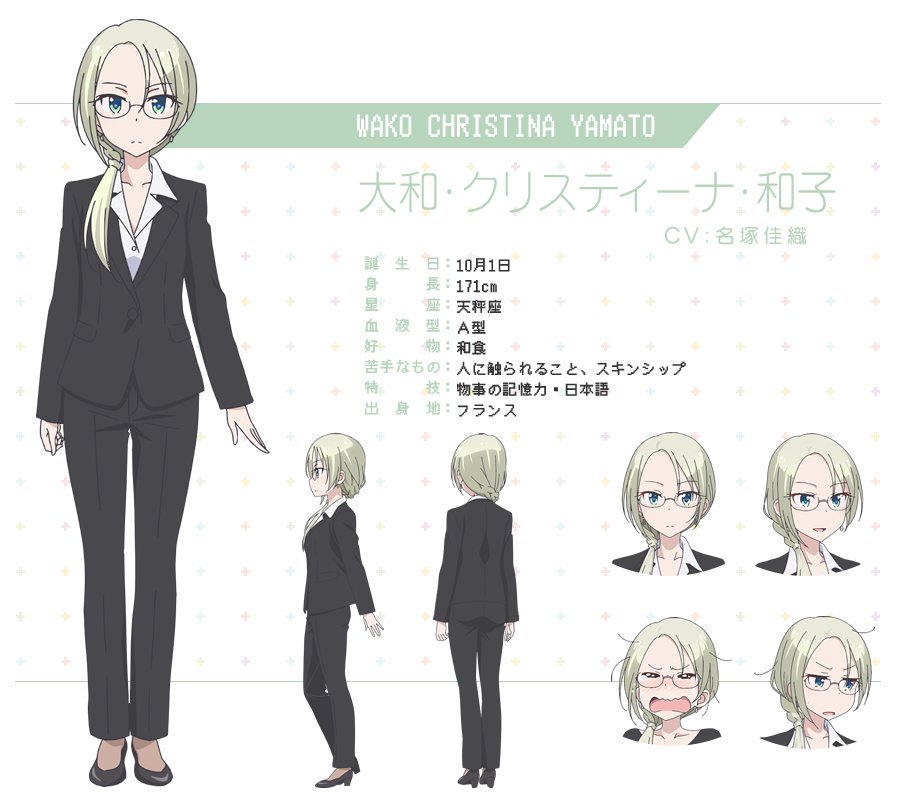 WAKO CHRISTINA YAMATO
大和・クリスティーナ・和子
CV:名塚佳織
誕生日：10月1日
身長：171cm
星座：天秤座
血液型：A型
好物：和食
苦手なもの：人に触られること、スキンシップ
特技：物事の記憶力・日本語
出身地：フランス